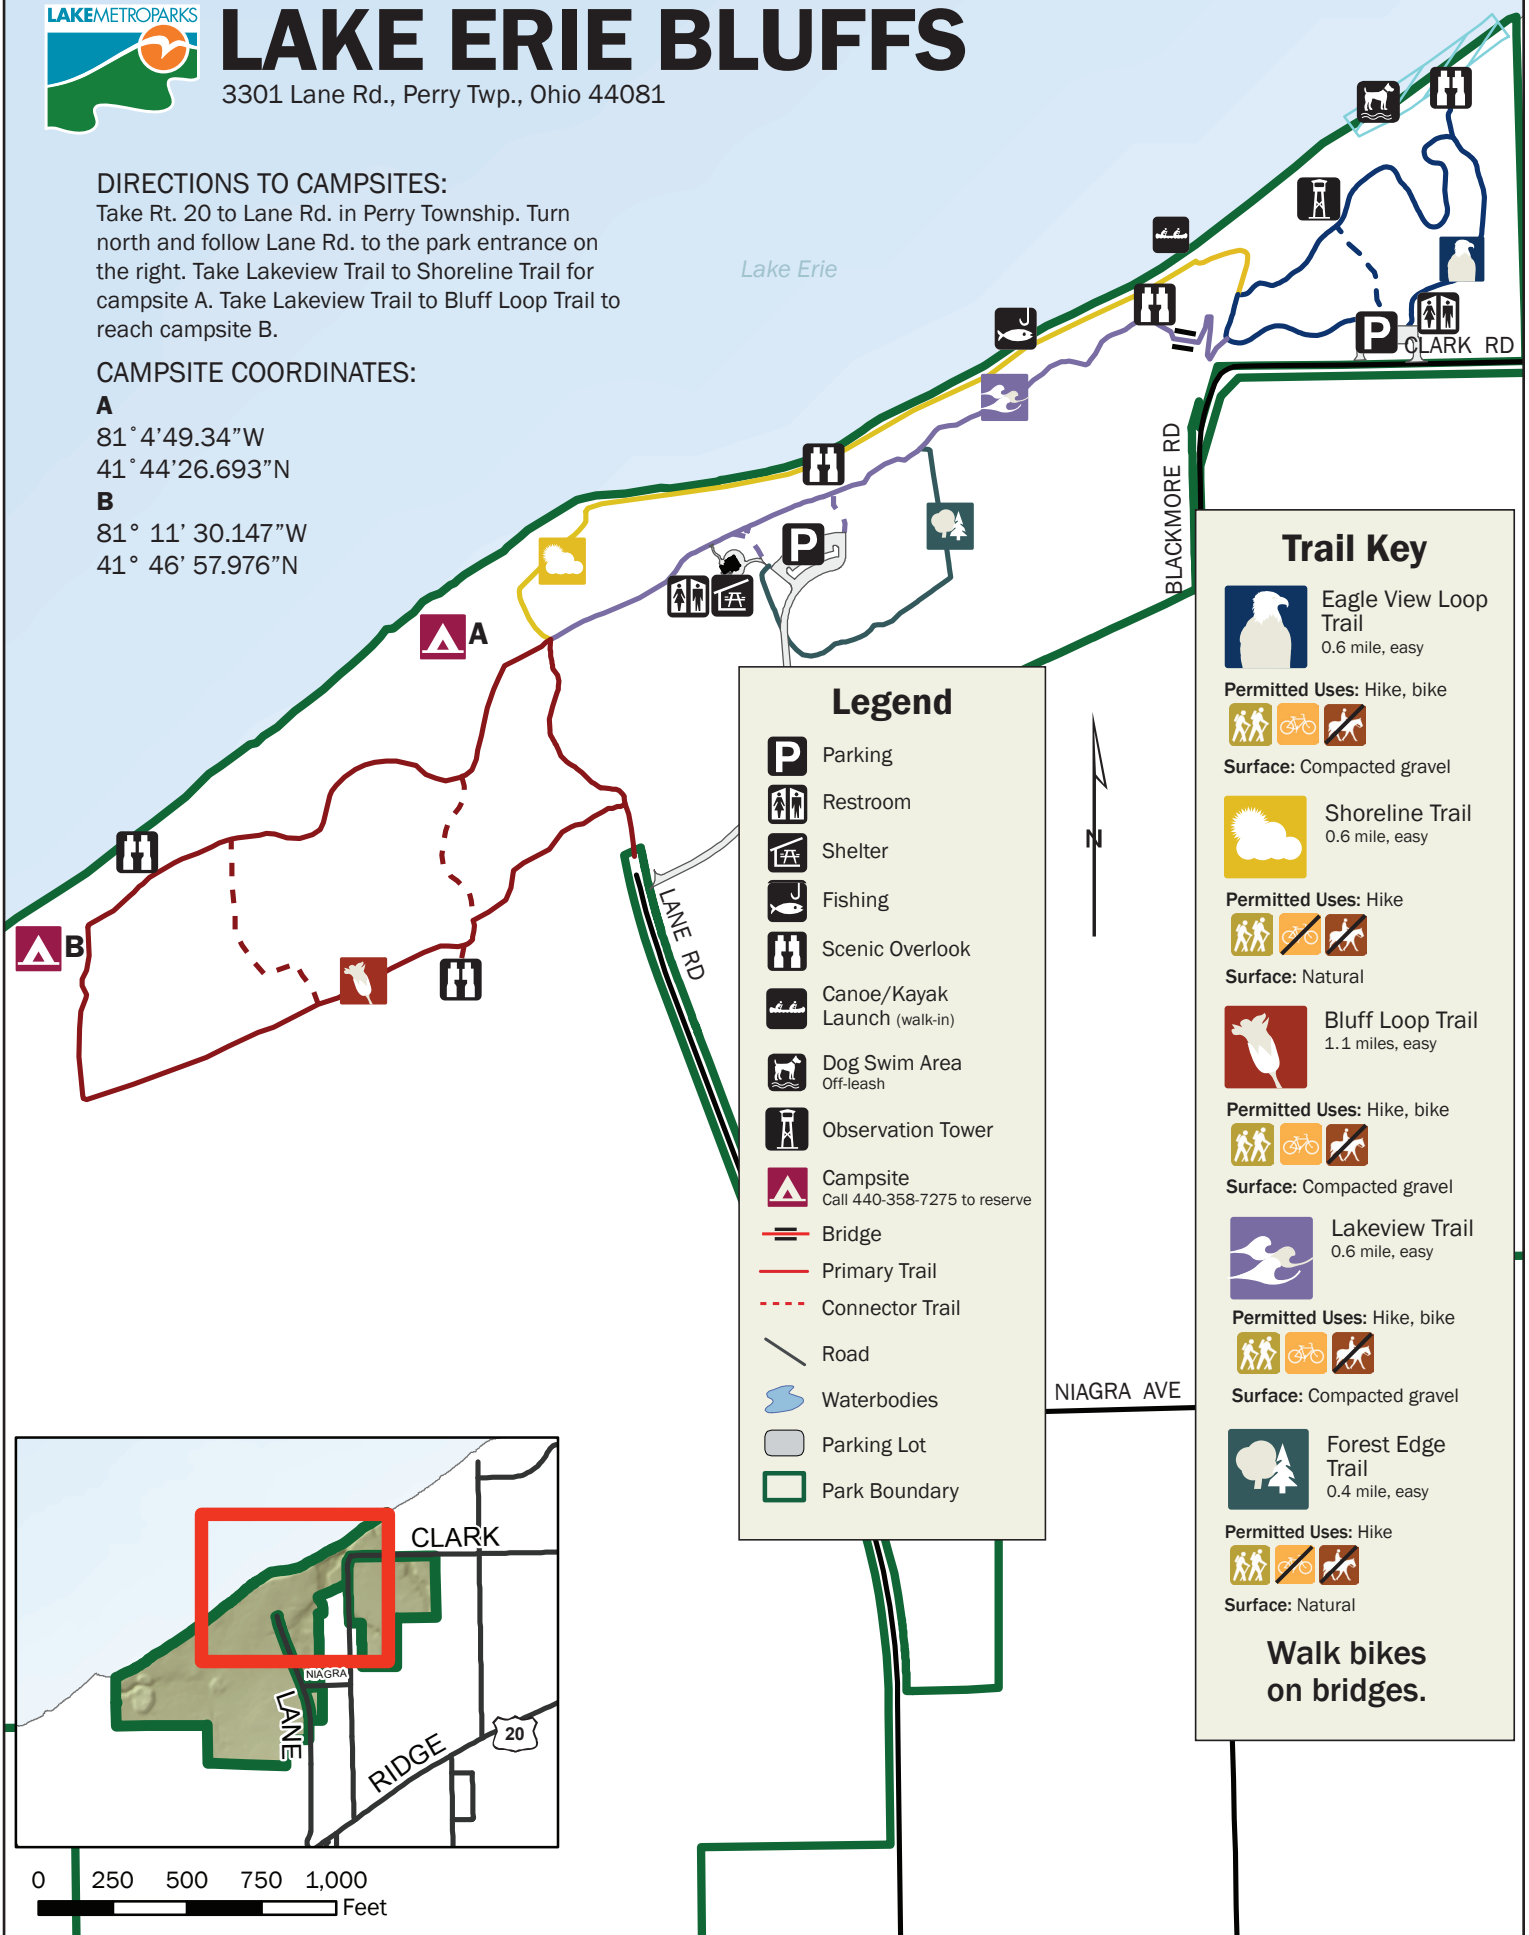 LAKEMETROPARKS
LAKE ERIE BLUFFS
3301 Lane Rd., Perry Twp., Ohio 44081
DIRECTIONS TO CAMPSITES:
Take Rt. 20 to Lane Rd. in Perry Township. Turn
north and follow Lane Rd. to the park entrance on
the right. Take Lakeview Trail to Shoreline Trail for
campsite A. Take Lakeview Trail to Bluff Loop Trail to
reach campsite B.
CAMPSITE COORDINATES:
A
81˚4'49.34”W
41˚44'26.693”N
B
81° 11' 30.147”W
41° 46' 57.976”N
Lake Erie
P
CLARK RD
BLACKMORE RD
P
A
B
LANE RD
N
NIAGRA AVE
Legend
P Parking
Restroom
Shelter
Fishing
Scenic Overlook
Canoe/Kayak
Launch (walk-in)
Dog Swim Area
Off-leash
Observation Tower
Campsite
Call 440-358-7275 to reserve
Bridge
Primary Trail
Connector Trail
Road
Waterbodies
Parking Lot
Park Boundary
Trail Key
Eagle View Loop
Trail
0.6 mile, easy
Permitted Uses: Hike, bike
Surface: Compacted gravel
Shoreline Trail
0.6 mile, easy
Permitted Uses: Hike
Surface: Natural
Bluff Loop Trail
1.1 miles, easy
Permitted Uses: Hike, bike
Surface: Compacted gravel
Lakeview Trail
0.6 mile, easy
Permitted Uses: Hike, bike
Surface: Compacted gravel
Forest Edge
Trail
0.4 mile, easy
Permitted Uses: Hike
Surface: Natural
Walk bikes
on bridges.
CLARK
NIAGRA
LANE
RIDGE
20
0 250 500 750 1,000
Feet